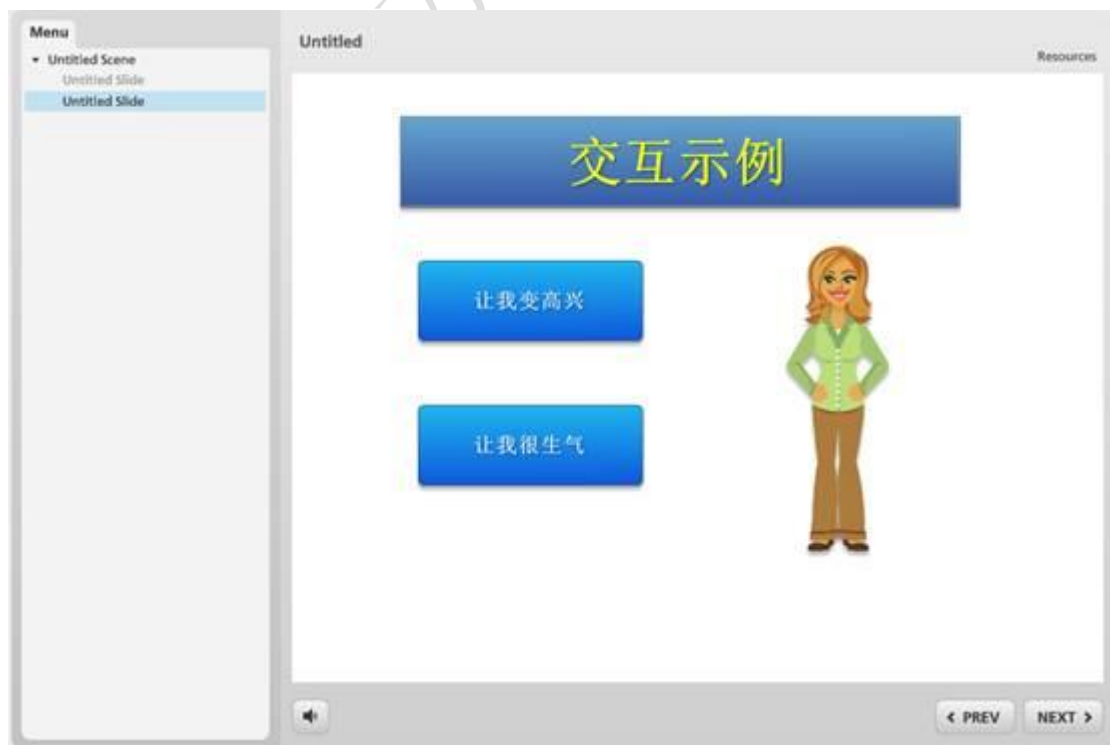 Menu
Untitled Scene
Untitled Slide
Untitled Slide
Untitled
Resources
交互示例
让我变高兴
让我很生气
PREV
NEXT